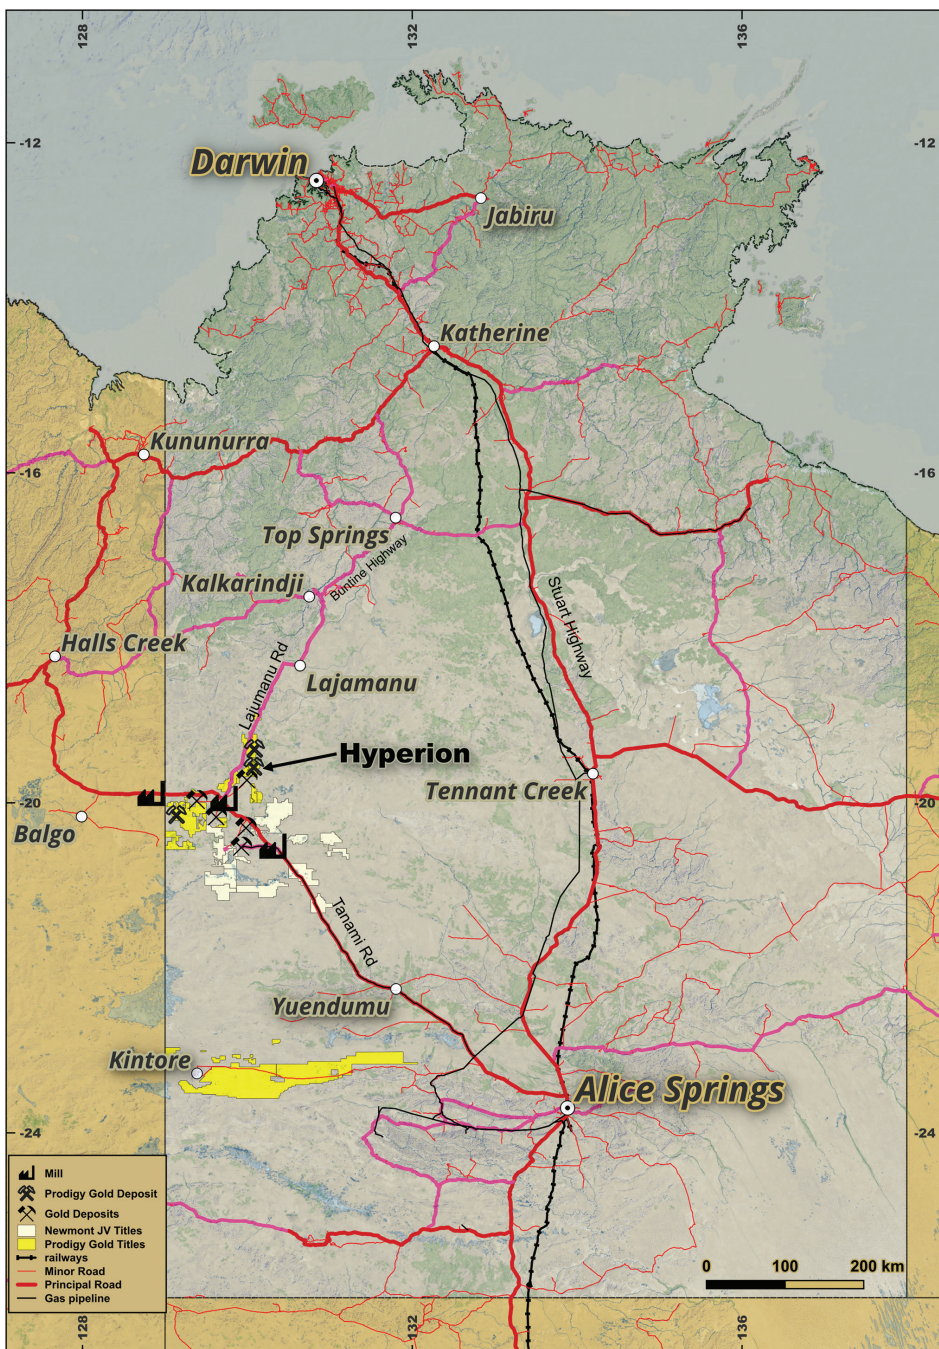 128
132
136
-12
-12
Darwin
Jabiru
Katherine
Kununurra
-16
-16
Top Springs
Buntine Highway
Kalkarindji
Stuart Highway
Halls Creek
Lajumanu Rd
Lajamanu
Hyperion
Tennant Creek
-20
-20
Balgo
Tanami Rd
Yuendumu
Kintore
Alice Springs
-24
-24
Mill
Prodigy Gold Deposit
Gold Deposits
Newmont JV Titles
Prodigy Gold Titles
railways
Minor Road
Principal Road
Gas pipeline
0 100 200 km
128
132
136